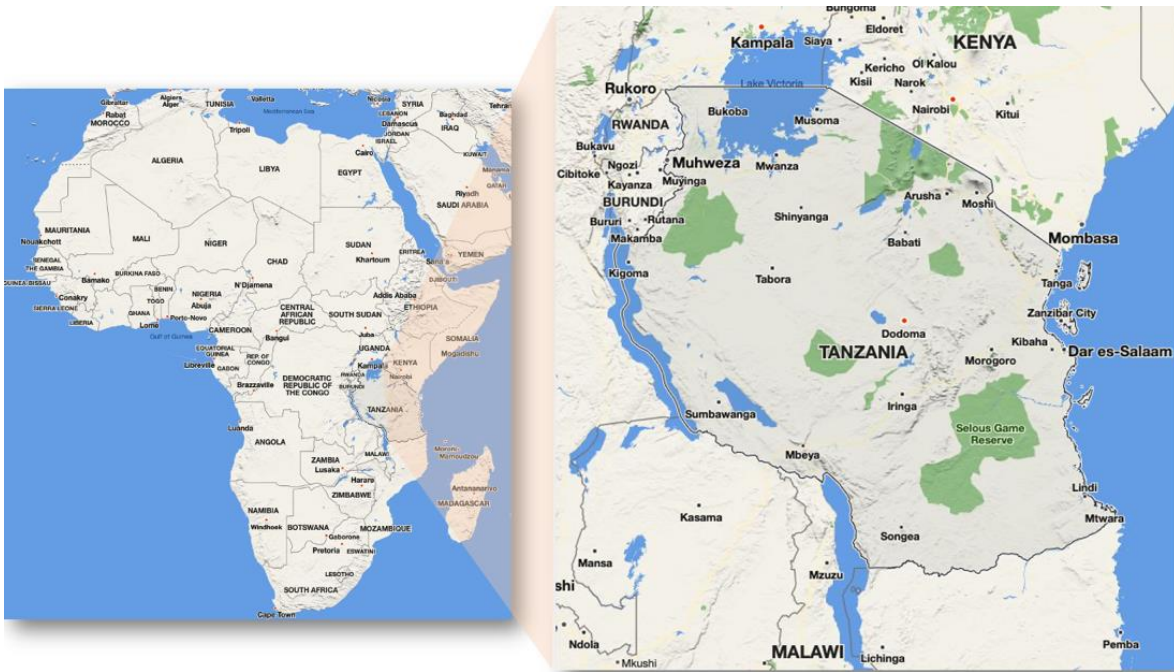 Gibraltar
Algiers
Alger
TUNISIA
Valletta
Mediterranean Sea
Nicosia
SYRIA
Tehran
Rabat
MOROCCO
Tripoli
LEBANON
Damascus
Baghdad
IRAQ
JORDAN
ISRAEL
Cairo
KUWAIT
ALGERIA
LIBYA
EGYPT
Manama
QATAR
Riyadh
SAUDI ARABIA
MAURITANIA
Nouakchott
MALI
NIGER
SUDAN
ERITREA
YEMEN
Sana'a
CHAD
Khartoum
SENEGAL
THE GAMBIA
GUINEA-BISSAU
Bamako
BURKINA FASO
N'Djamena
DJIBOUTI
Conakry
SIERRA LEONE
BENIN
TOGO
GHANA
NIGERIA
Abuja
Addis Ababa
ETHIOPIA
LIBERIA
Lome
Porto-Novo
CENTRAL
AFRICAN
REPUBLIC
SOUTH SUDAN
CAMEROON
Gulf of Guinea
Bangui
Juba
SOMALIA
EQUATORIAL
GUINEA
Libreville
GABON
REP. OF
CONGO
UGANDA
Kampala
KENYA
Mogadishu
Nairobi
DEMOCRATIC
REPUBLIC OF
THE CONGO
RWANDA
BURUNDI
Brazzaville
TANZANIA
Luanda
ANGOLA
MALAWI
Moroni
Mamoudzou
ZAMBIA
Lusaka
Harare
ZIMBABWE
Antananarivo
MADAGASCAR
NAMIBIA
Windhoek
BOTSWANA
MOZAMBIQUE
Gaborone
Pretoria
ESWATINI
LESOTHO
SOUTH AFRICA
Cape Town
Bungoma
Kampala
Siaya
Eldoret
KENYA
Lake Victoria
Kericho
Ol Kalou
Kisii
Narok
Rukoro
Bukoba
Musoma
Nairobi
Kitui
RWANDA
Bukavu
Ngozi
Muhweza
Mwanza
Cibitoke
Kayanza
Muyinga
BURUNDI
Arusha
Moshi
Bururi
Rutana
Shinyanga
Makamba
Babati
Mombasa
Kigoma
Tabora
Tanga
Zanzibar City
Dodoma
Kibaha
TANZANIA
Morogoro
Dar es-Salaam
Sumbawanga
Iringa
Selous Game
Reserve
Mbeya
Lindi
Kasama
Mtwara
Songea
Mansa
Mzuzu
shi
Ndola
Mkushi
MALAWI
Lichinga
Pemba